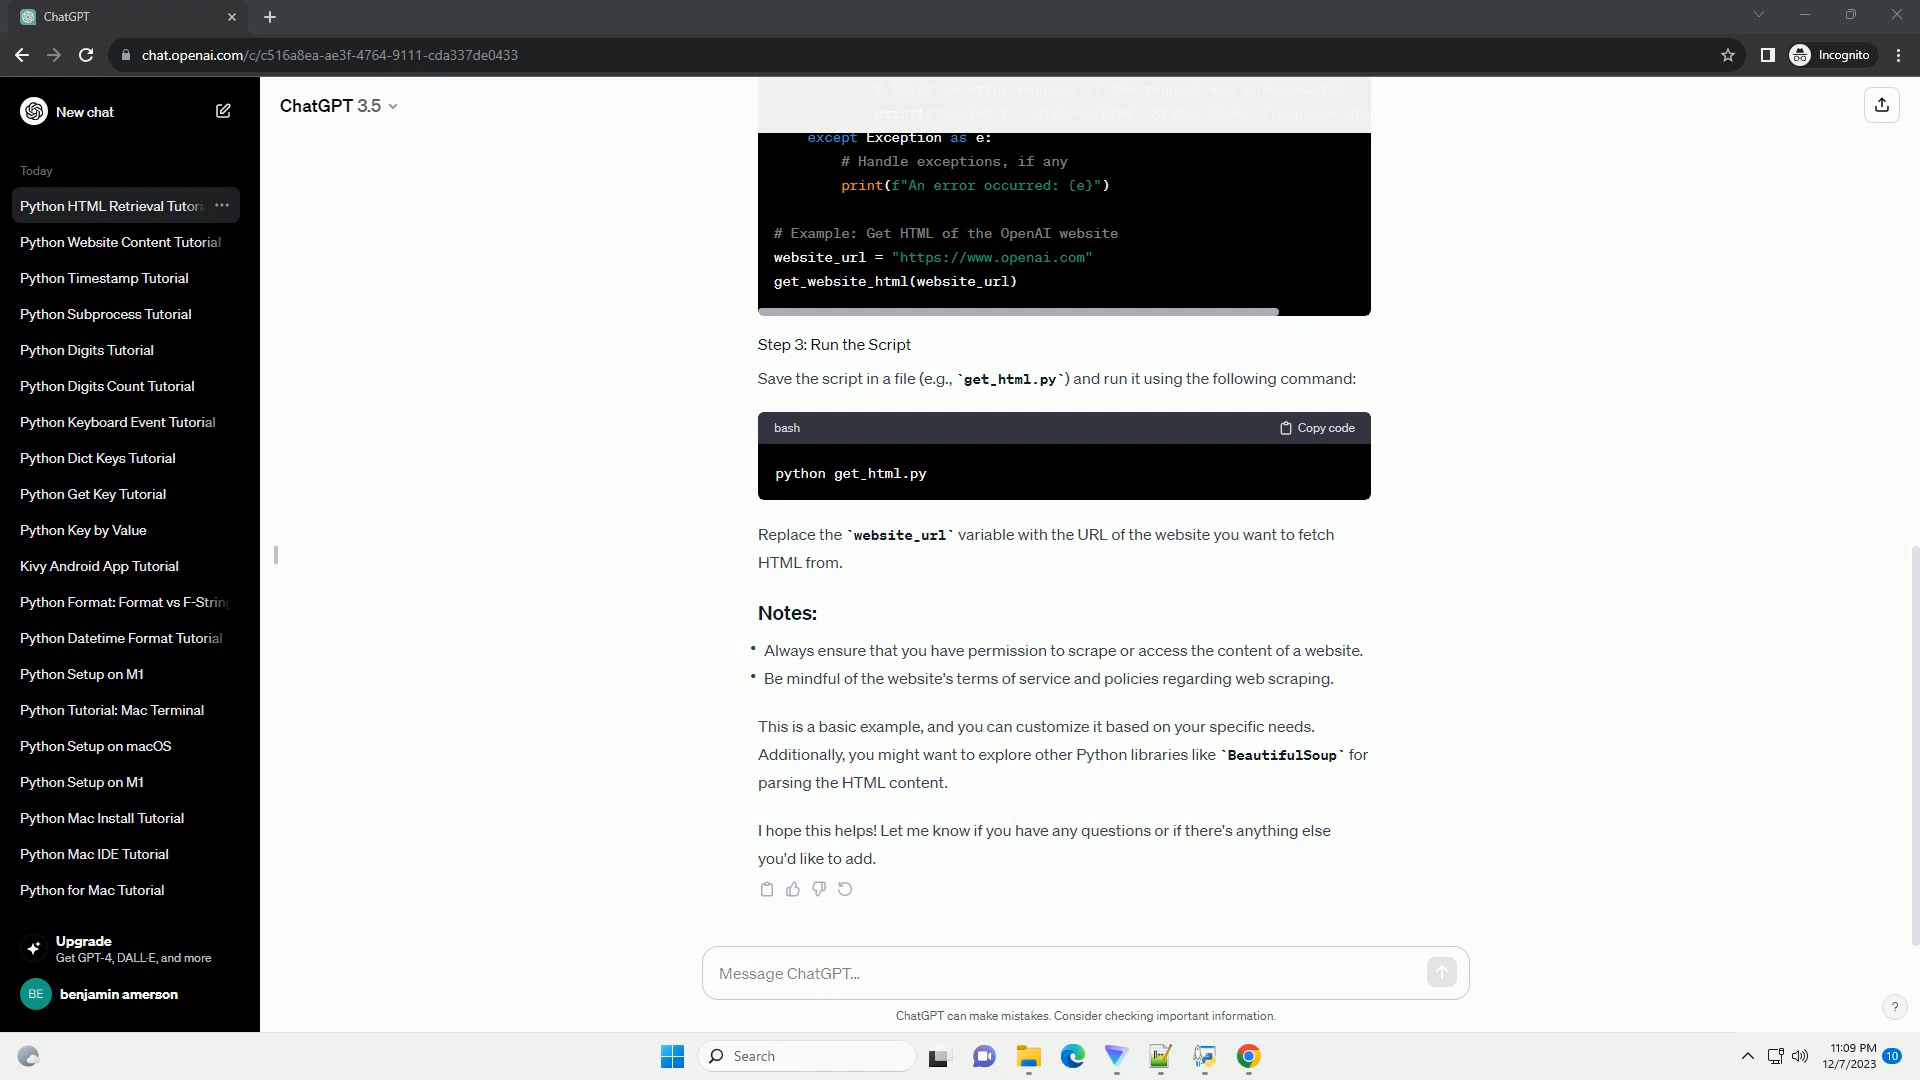 ChatGPT
chat.openai.com/c/c516a8ea-ae3f-4764-9111-cda337de0433
Incognito
New chat
Today
Python HTML Retrieval Tutori
Python Website Content Tutorial
Python Timestamp Tutorial
Python Subprocess Tutorial
Python Digits Tutorial
Python Digits Count Tutorial
Python Keyboard Event Tutorial
Python Dict Keys Tutorial
Python Get Key Tutorial
Python Key by Value
Kivy Android App Tutorial
Python Format: Format vs F-String
Python Datetime Format Tutorial
Python Setup on M1
Python Tutorial: Mac Terminal
Python Setup on macOS
Python Setup on M1
Python Mac Install Tutorial
Python Mac IDE Tutorial
Python for Mac Tutorial
Upgrade
Get GPT-4, DALL·E, and more
BE benjamin amerson
ChatGPT 3.5
except Exception as e:
# Handle exceptions, if any
print(f"An error occurred: {e}")
# Example: Get HTML of the OpenAI website
website_url = "https://www.openai.com"
get_website_html(website_url)
Step 3: Run the Script
Save the script in a file (e.g., `get_html.py`) and run it using the following command:
bash Copy code
python get_html.py
Replace the `website_url` variable with the URL of the website you want to fetch
HTML from.
Notes:
• Always ensure that you have permission to scrape or access the content of a website.
• Be mindful of the website's terms of service and policies regarding web scraping.
This is a basic example, and you can customize it based on your specific needs.
Additionally, you might want to explore other Python libraries like `BeautifulSoup` for
parsing the HTML content.
I hope this helps! Let me know if you have any questions or if there's anything else
you'd like to add.
Message ChatGPT...
ChatGPT can make mistakes. Consider checking important information.
?
Search
11:09 PM
12/7/2023
10